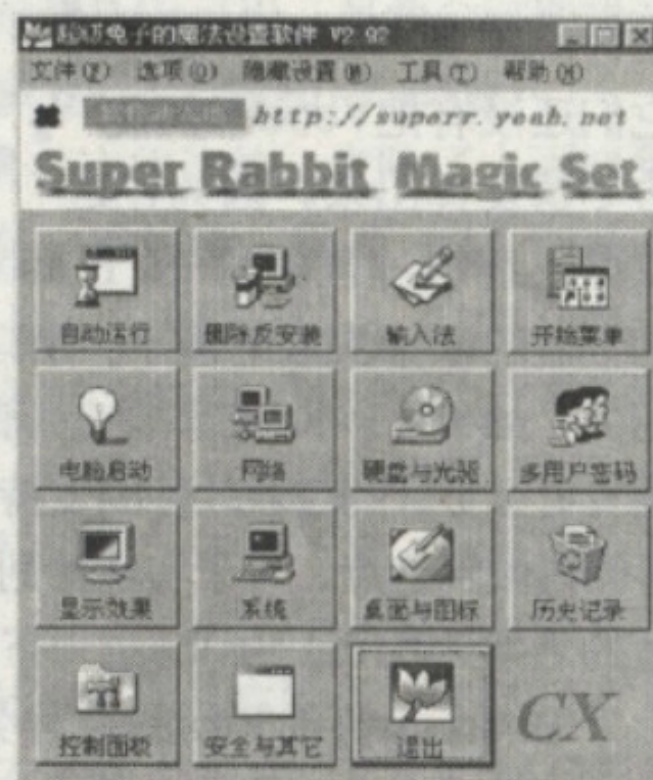 超级兔子的魔法设置软件 V2.92
文件(F) 选项(O) 隐藏设置(M) 工具(T) 帮助(H)
http://superr.yeah.net
Super Rabbit Magic Set
自动运行 删除反安装 输入法 开始菜单
电脑启动 网络 硬盘与光驱 多用户密码
显示效果 系统 桌面与图标 历史记录
控制面板 安全与其它 退出 CX